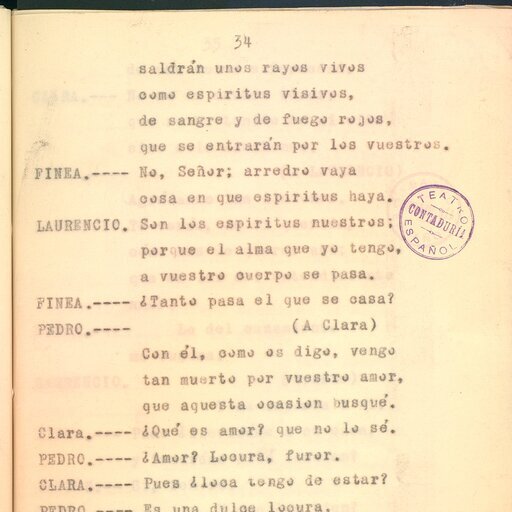 34
saldrán unos rayos vivos
como espiritus visivos,
de sangre y de fuego rojos,
que se entrarán por los vuestros.
FINEA.---- No, Señor; arredro vaya
cosa en que espiritus haya.
LAURENCIO. Son los espiritus nuestros;
porque el alma que yo tengo,
a vuestro cuerpo se pasa.
FINEA.---- ¿Tanto pasa el que se casa?
PEDRO.---- (A Clara)
Con él, como os digo, vengo
tan muerto por vuestro amor,
que aquesta ocasion busqué.
Clara.---- ¿Qué es amor? que no lo sé.
PEDRO.---- ¿Amor? Locura, furor.
CLARA.---- Pues ¿loca tengo de estar?
PEDRO.---- Es una dulce locura.
TEATRO
CONTADURÍA
ESPAÑOL